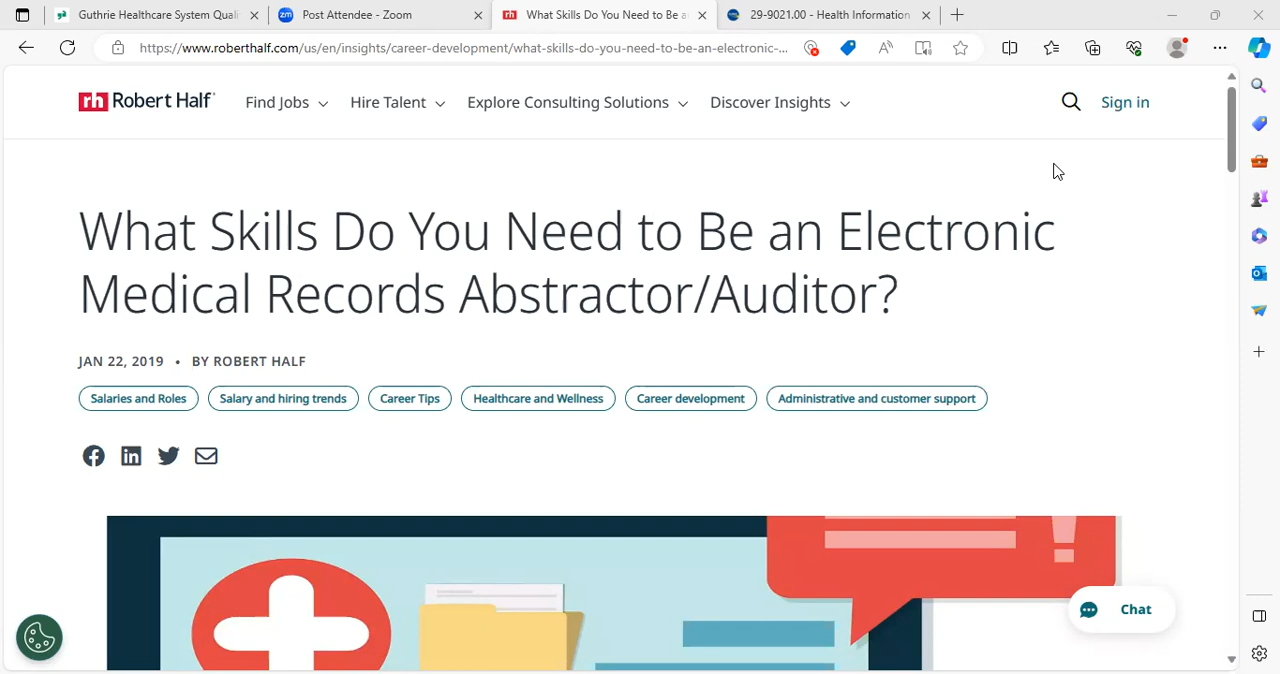 Guthrie Healthcare System Quali
zm Post Attendee - Zoom
rh What Skills Do You Need to Be a
29-9021.00 - Health Information
https://www.roberthalf.com/us/en/insights/career-development/what-skills-do-you-need-to-be-an-electronic-...
rh Robert Half
Find Jobs
Hire Talent
Explore Consulting Solutions
Discover Insights
Sign in
What Skills Do You Need to Be an Electronic
Medical Records Abstractor/Auditor?
JAN 22, 2019 • BY ROBERT HALF
Salaries and Roles
Salary and hiring trends
Career Tips
Healthcare and Wellness
Career development
Administrative and customer support
!
Chat